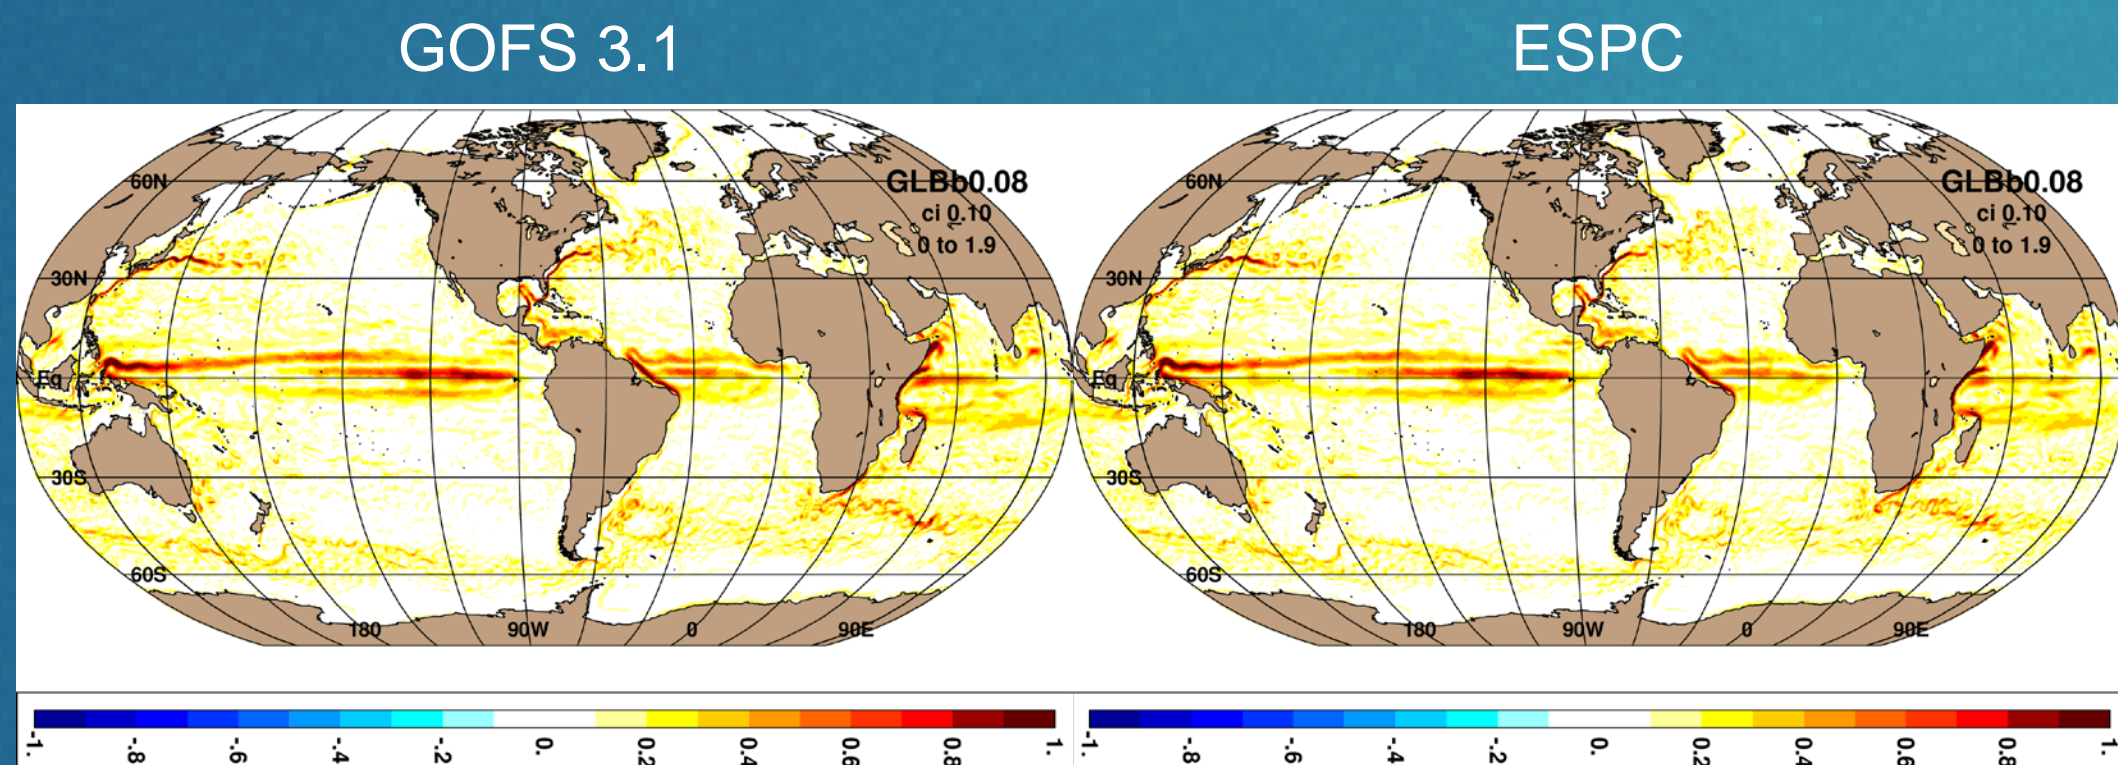 GOFS 3.1
ESPC
60N
GLBb0.08
ci 0.10
0 to 1.9
30N
Eq
30S
60S
180 90W 0 90E
60N
GLBb0.08
ci 0.10
0 to 1.9
30N
Eq
30S
60S
180 90W 0 90E
-1. -.8 -.6 -.4 -.2 0. 0.2 0.4 0.6 0.8 1.
-1. -.8 -.6 -.4 -.2 0. 0.2 0.4 0.6 0.8 1.